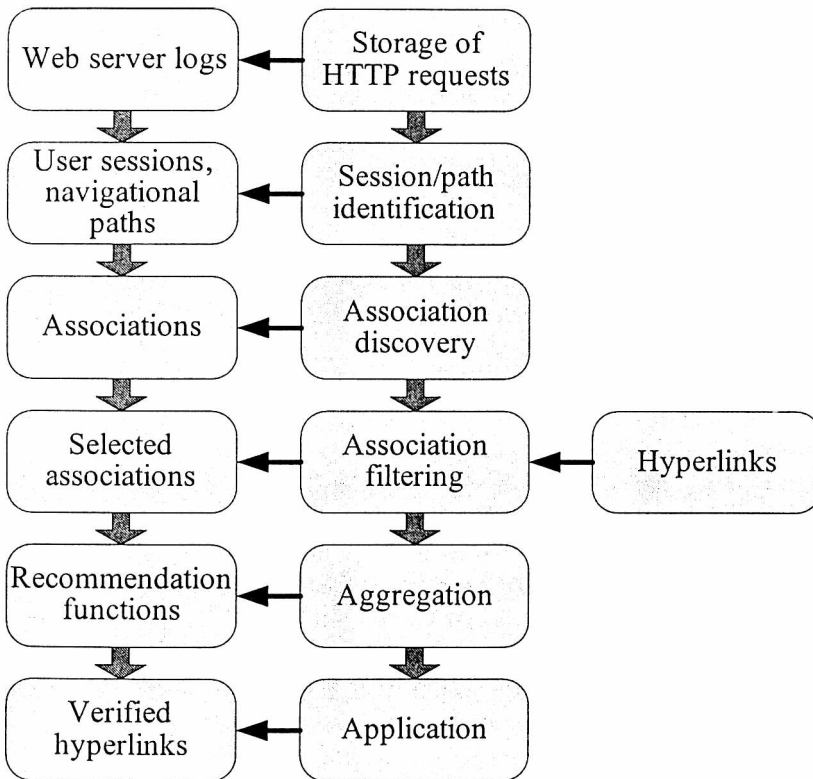 Web server logs
Storage of
HTTP requests
User sessions,
navigational
paths
Session/path
identification
Associations
Association
discovery
Selected
associations
Association
filtering
Hyperlinks
Recommendation
functions
Aggregation
Verified
hyperlinks
Application